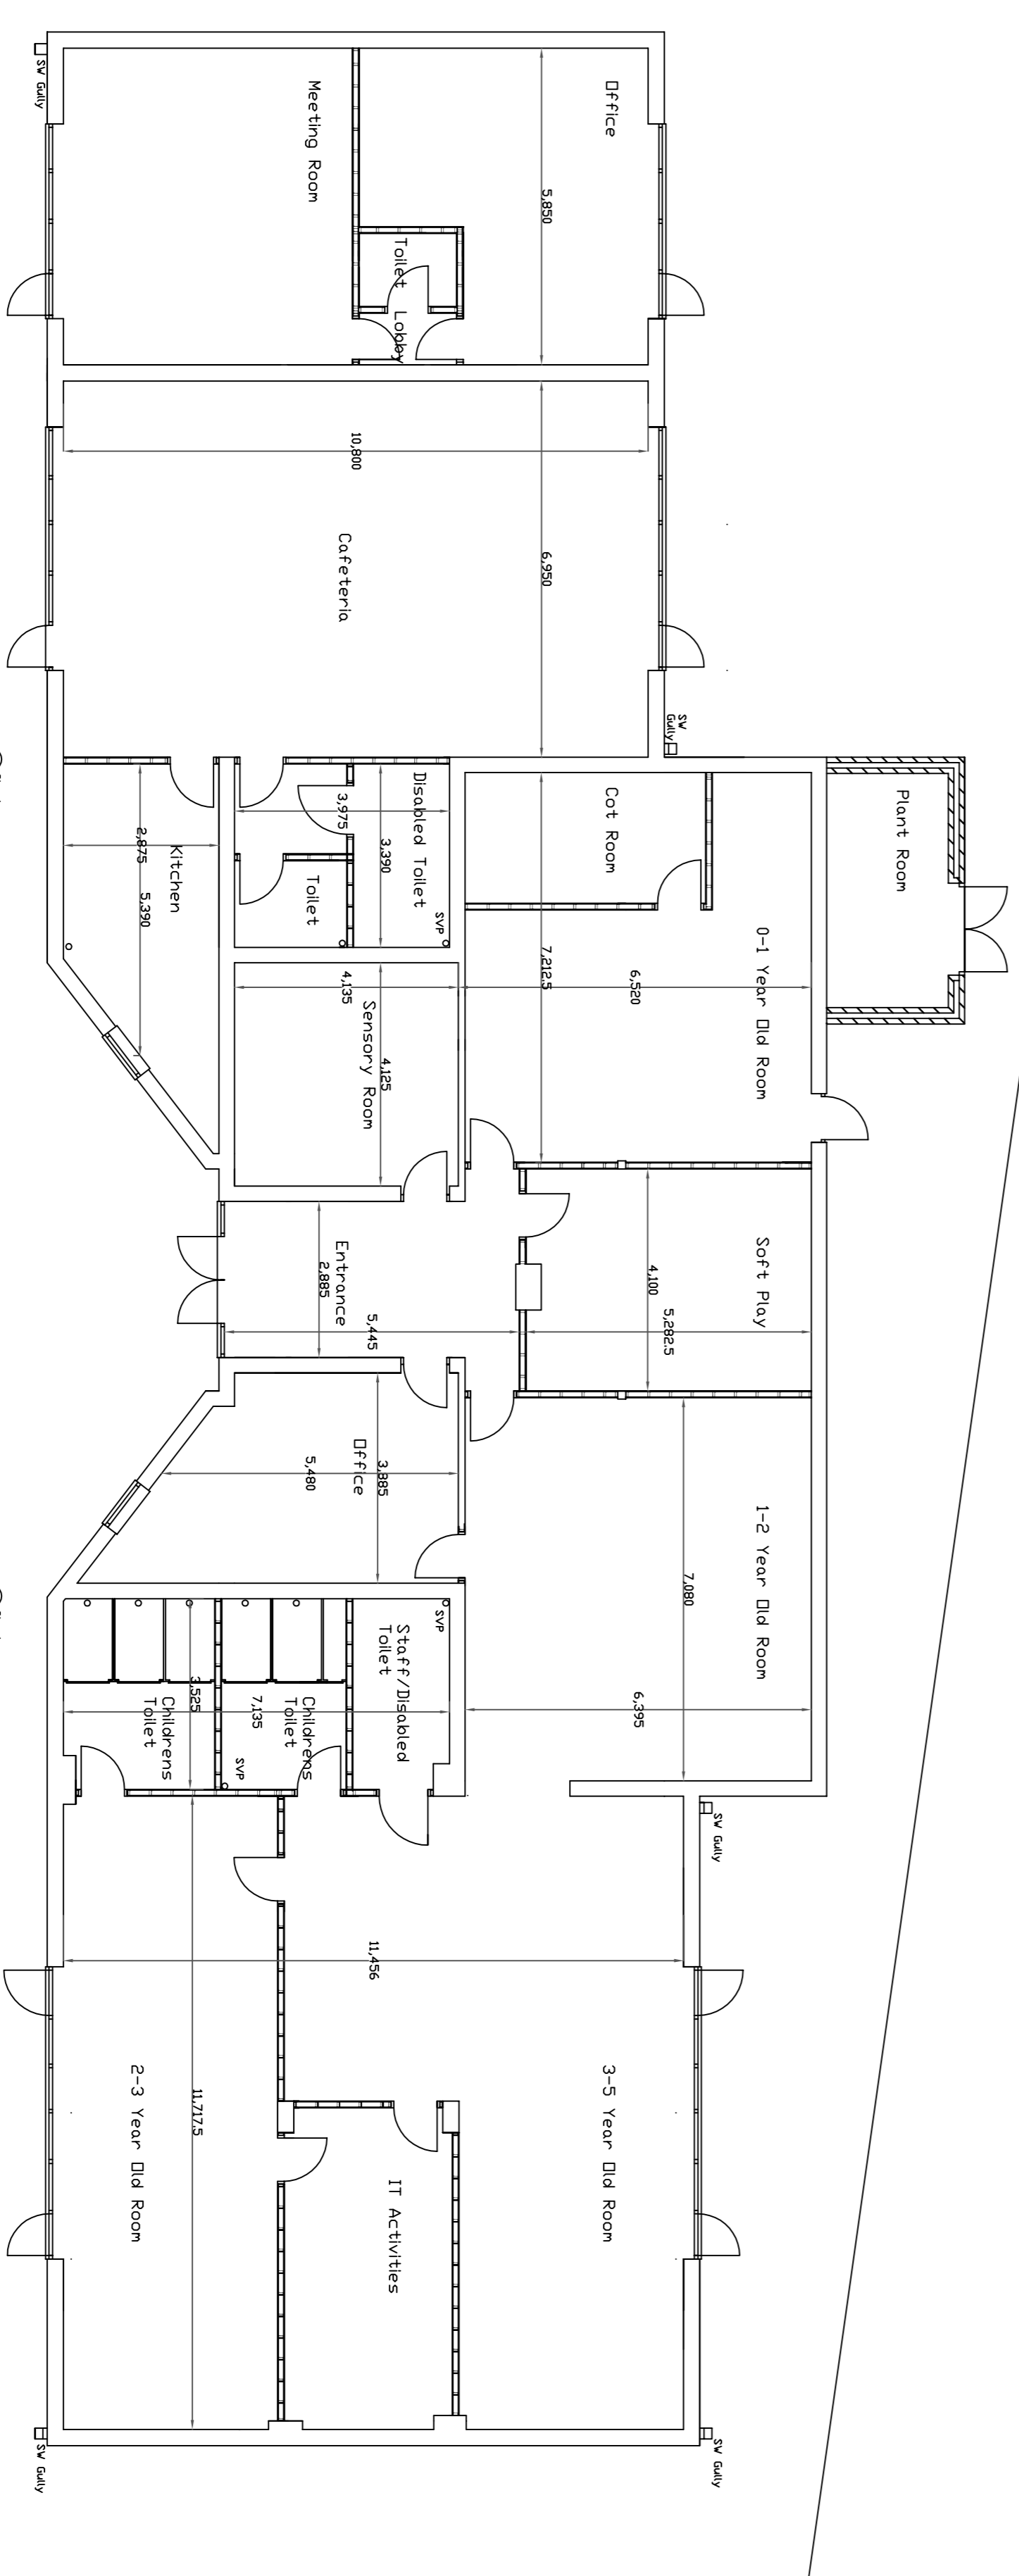 Plant Room
SW
Gully
Office
5,850
Toilet Lobby
Meeting Room
SW Gully
6,950
10,800
Cafeteria
0-1 Year Old Room
Cot Room
6,520
7,212.5
Disabled Toilet
SVP
3,390
3,975
Toilet
Kitchen
2,875
5,390
4,125
Sensory Room
4,135
Soft Play
5,282.5
4,100
5,445
Entrance
2,885
1-2 Year Old Room
7,080
6,395
3,885
Office
5,480
SVP
Staff/Disabled
Toilet
Childrens
Toilet
7,135
SVP
3,525
Childrens
Toilet
SW Gully
11,456
3-5 Year Old Room
IT Activities
11,717.5
2-3 Year Old Room
SW Gully
SW Gully